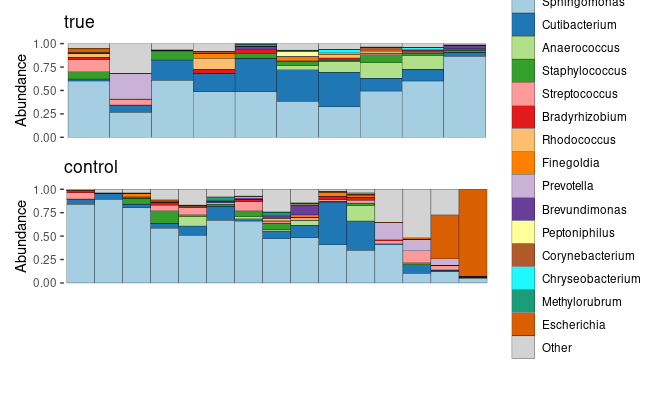 Sphingomonas
true
Cutibacterium
1.00
Anaerococcus
0.75
Staphylococcus
0.50
Streptococcus
0.25
Bradyrhizobium
0.00
Abundance
Rhodococcus
control
Finegoldia
1.00
Prevotella
0.75
Brevundimonas
0.50
Peptoniphilus
0.25
Corynebacterium
0.00
Abundance
Chryseobacterium
Methylorubrum
Escherichia
Other